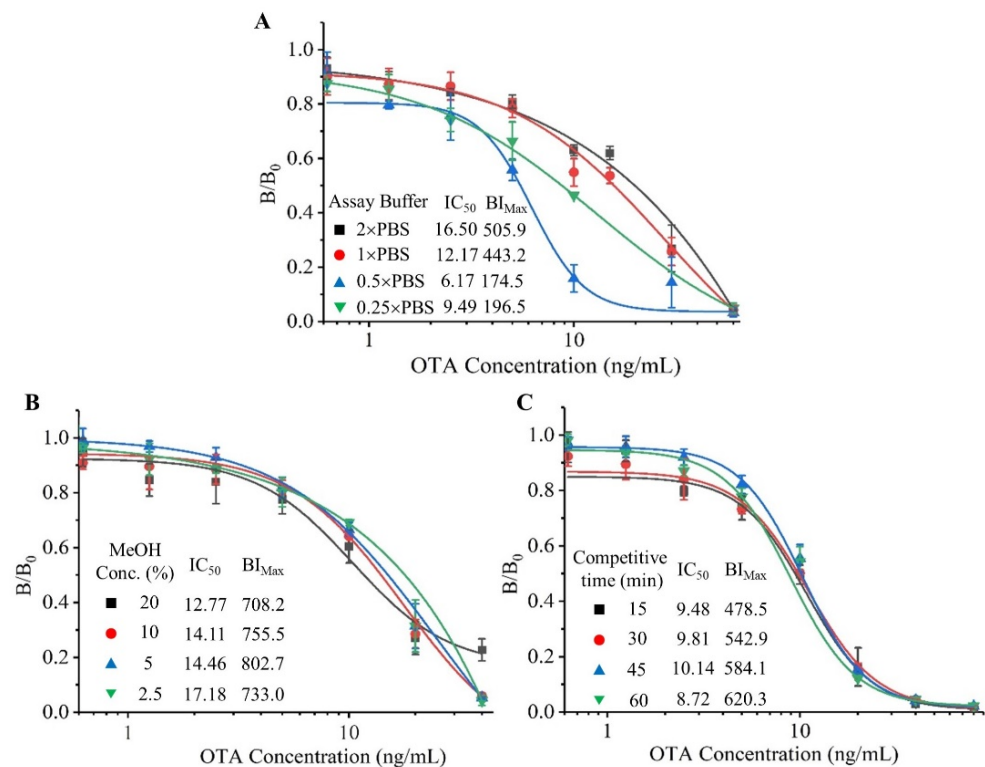 A
1.0
0.8
0.6
0.4
0.2
0.0
B/B0
Assay Buffer IC50 BIMax
2×PBS 16.50 505.9
1×PBS 12.17 443.2
0.5×PBS 6.17 174.5
0.25×PBS 9.49 196.5
1 10
OTA Concentration (ng/mL)
B
1.0
0.8
0.6
0.4
0.2
0.0
B/B0
MeOH
Conc. (%) IC50 BIMax
20 12.77 708.2
10 14.11 755.5
5 14.46 802.7
2.5 17.18 733.0
1 10
OTA Concentration (ng/mL)
C
1.0
0.8
0.6
0.4
0.2
0.0
B/B0
Competitive
time (min) IC50 BIMax
15 9.48 478.5
30 9.81 542.9
45 10.14 584.1
60 8.72 620.3
1 10
OTA Concentration (ng/mL)